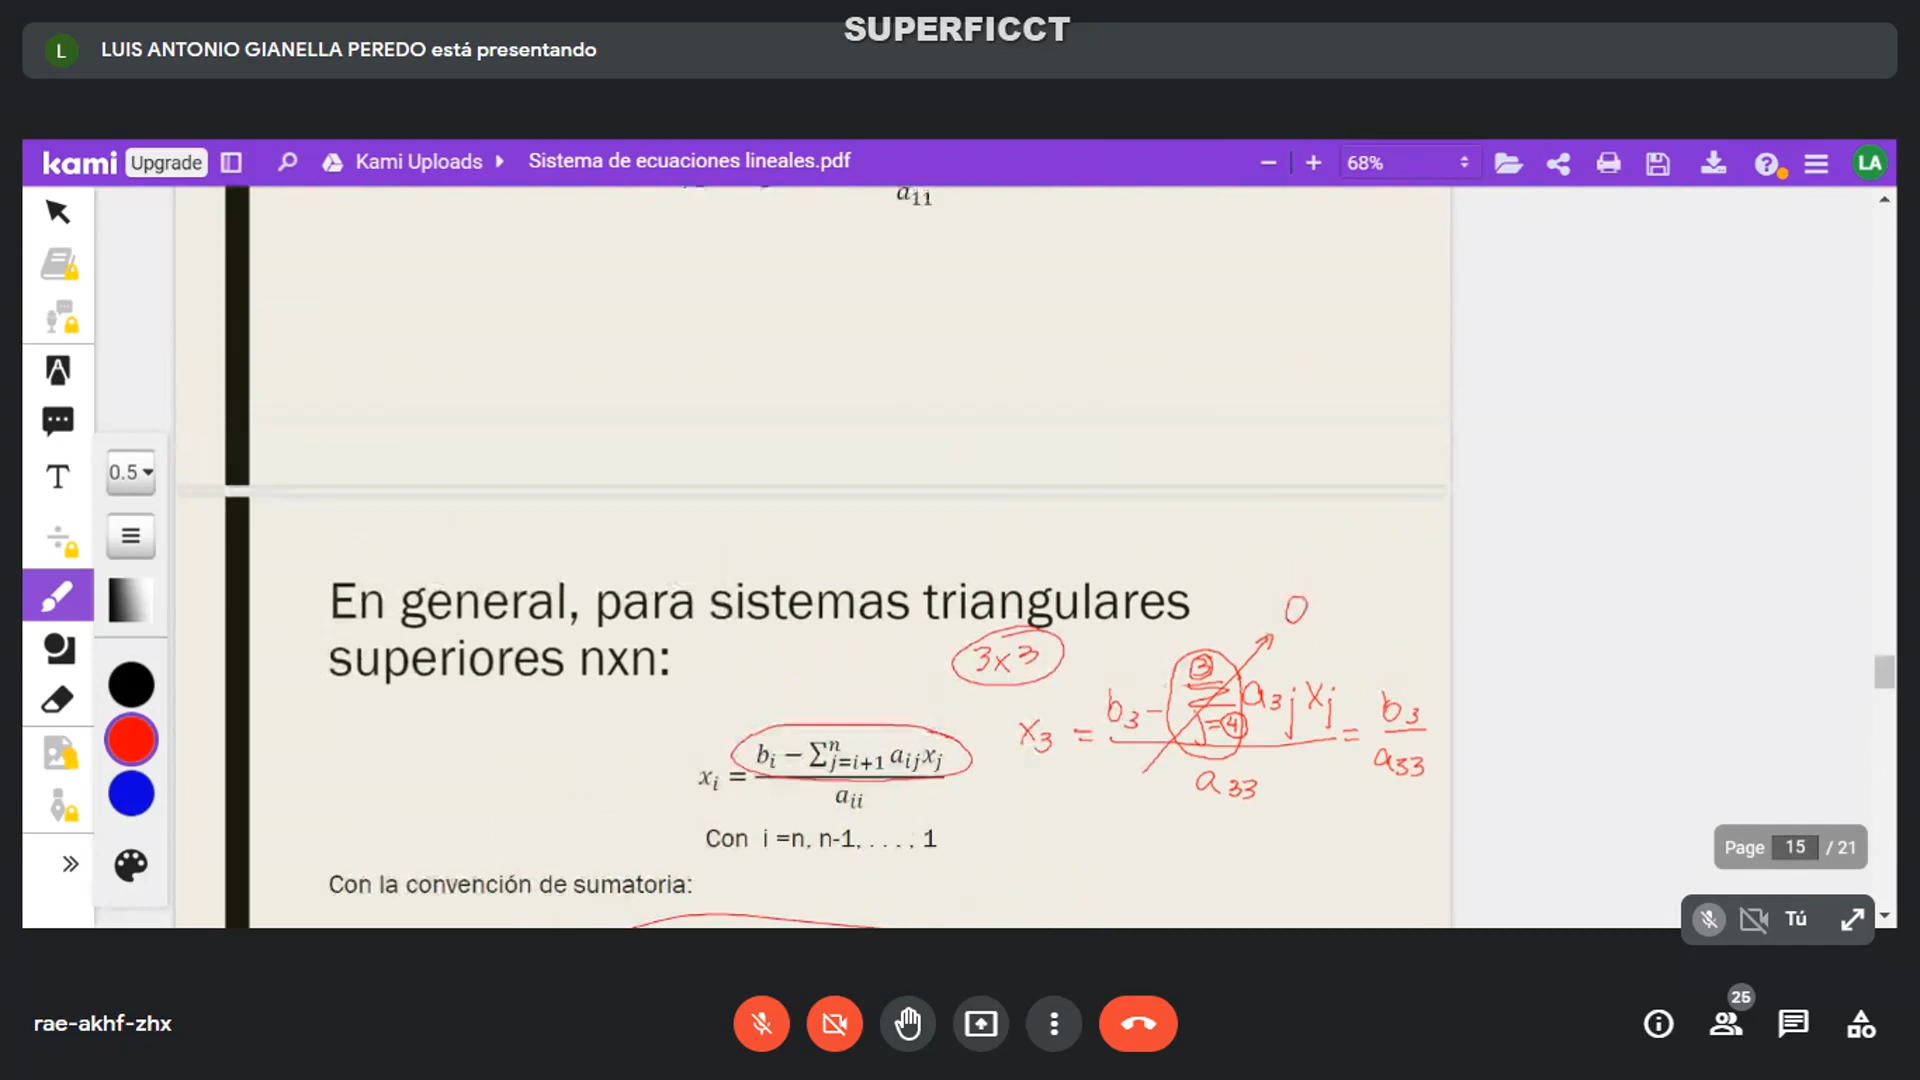 SUPERFICCT
L LUIS ANTONIO GIANELLA PEREDO está presentando
kami Upgrade Kami Uploads Sistema de ecuaciones lineales.pdf − + 68% LA
a₁₁
0.5
T
En general, para sistemas triangulares
superiores nxn:
3x3
0
x₃ = (b₃ − ∑_{j=4}^{3} a₃j xj) / a₃₃ = b₃ / a₃₃
xᵢ = (bᵢ − ∑ⁿⱼ₌ᵢ₊₁ aᵢⱼxⱼ) / aᵢᵢ
Con i =n, n-1, . . . , 1
Con la convención de sumatoria:
Page 15 / 21
Tú
rae-akhf-zhx
25